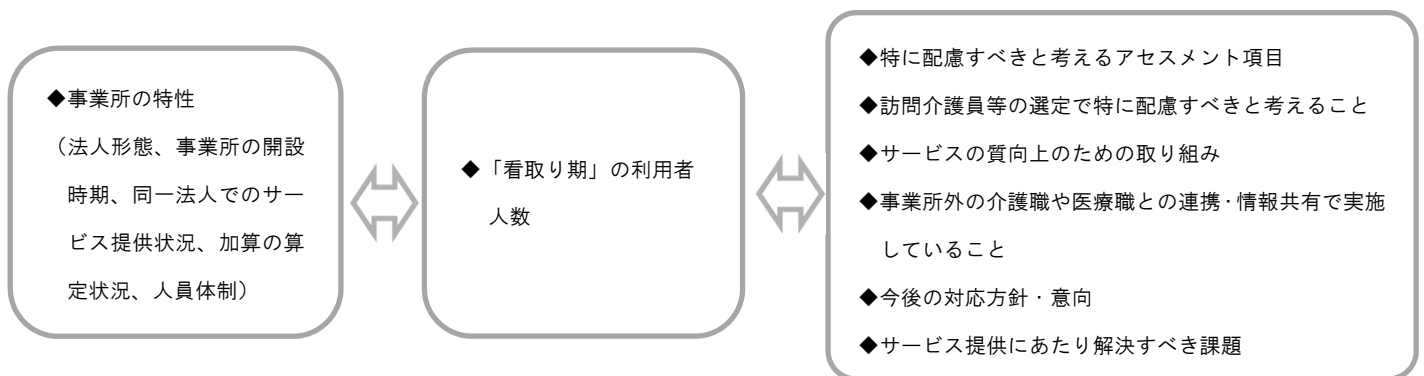 ◆事業所の特性
（法人形態、事業所の開設
時期、同一法人でのサー
ビス提供状況、加算の算
定状況、人員体制）
◆「看取り期」の利用者
人数
◆特に配慮すべきと考えるアセスメント項目
◆訪問介護員等の選定で特に配慮すべきと考えること
◆サービスの質向上のための取り組み
◆事業所外の介護職や医療職との連携・情報共有で実施
していること
◆今後の対応方針・意向
◆サービス提供にあたり解決すべき課題